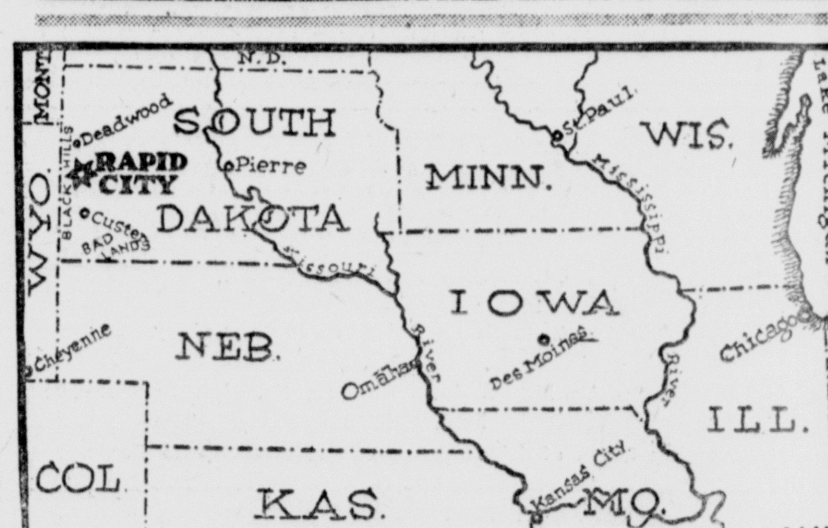 N.D.
MONT
Deadwood
SOUTH
St. Paul
WIS.
BLACK HILLS
RAPID
CITY
Pierre
MINN.
Mississippi
WYO.
Custer
DAKOTA
BAD
LANDS
Missouri
IOWA
NEB.
River
Des Moines
Chicago
Cheyenne
Omaha
River
ILL.
COL
KAS.
Kansas City
MO.